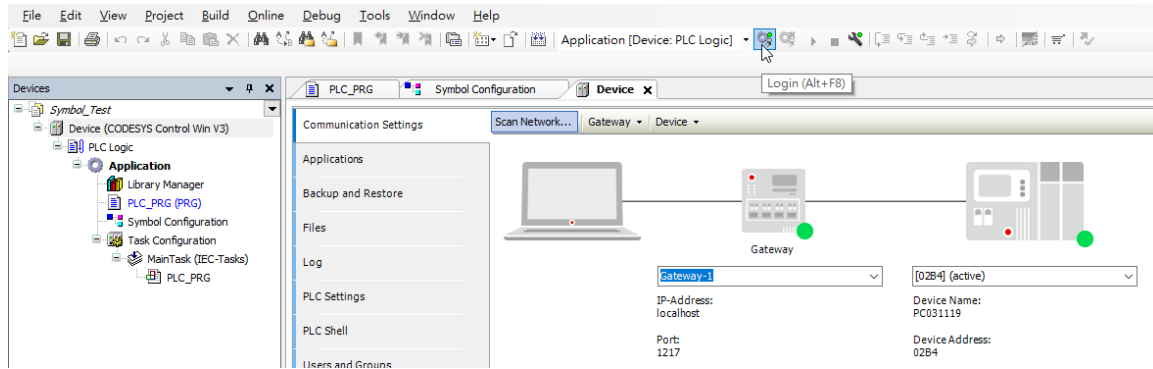 File Edit View Project Build Online Debug Tools Window Help
Application [Device: PLC Logic]
Login (Alt+F8)
Devices
PLC_PRG Symbol Configuration Device
Symbol_Test
Device (CODESYS Control Win V3)
PLC Logic
Application
Library Manager
PLC_PRG (PRG)
Symbol Configuration
Task Configuration
MainTask (IEC-Tasks)
PLC_PRG
Communication Settings
Applications
Backup and Restore
Files
Log
PLC Settings
PLC Shell
Users and Groups
Scan Network... Gateway Device
Gateway
Gateway-1
IP-Address:
localhost
Port:
1217
[02B4] (active)
Device Name:
PC031119
Device Address:
02B4